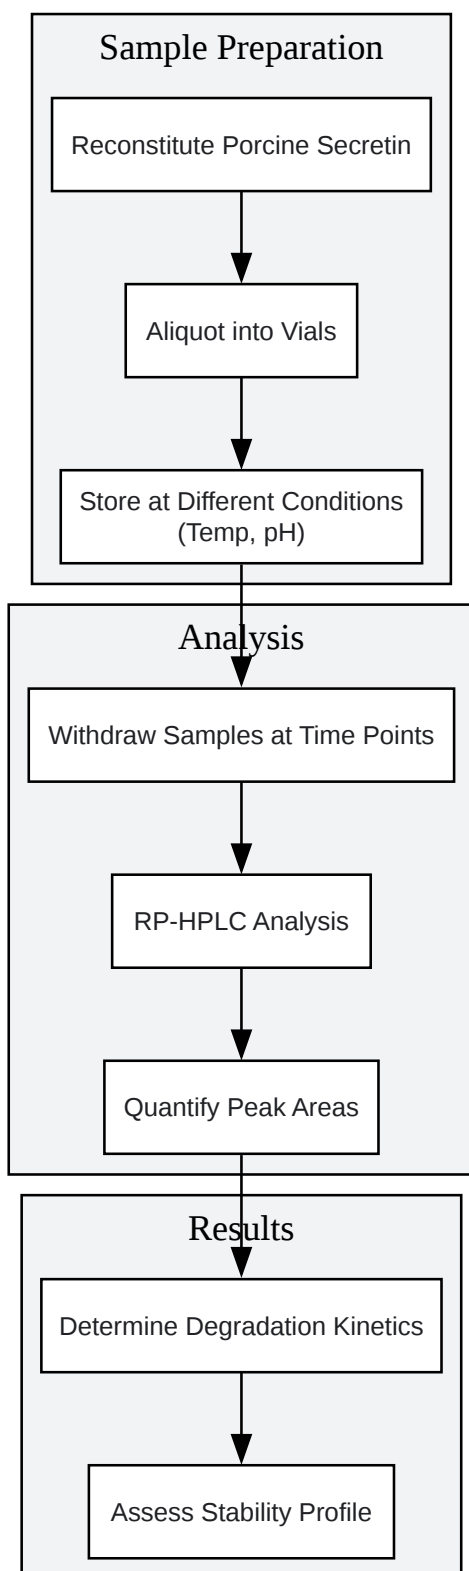 Sample Preparation
Reconstitute Porcine Secretin
Aliquot into Vials
Store at Different Conditions
(Temp, pH)
Analysis
Withdraw Samples at Time Points
RP-HPLC Analysis
Quantify Peak Areas
Results
Determine Degradation Kinetics
Assess Stability Profile